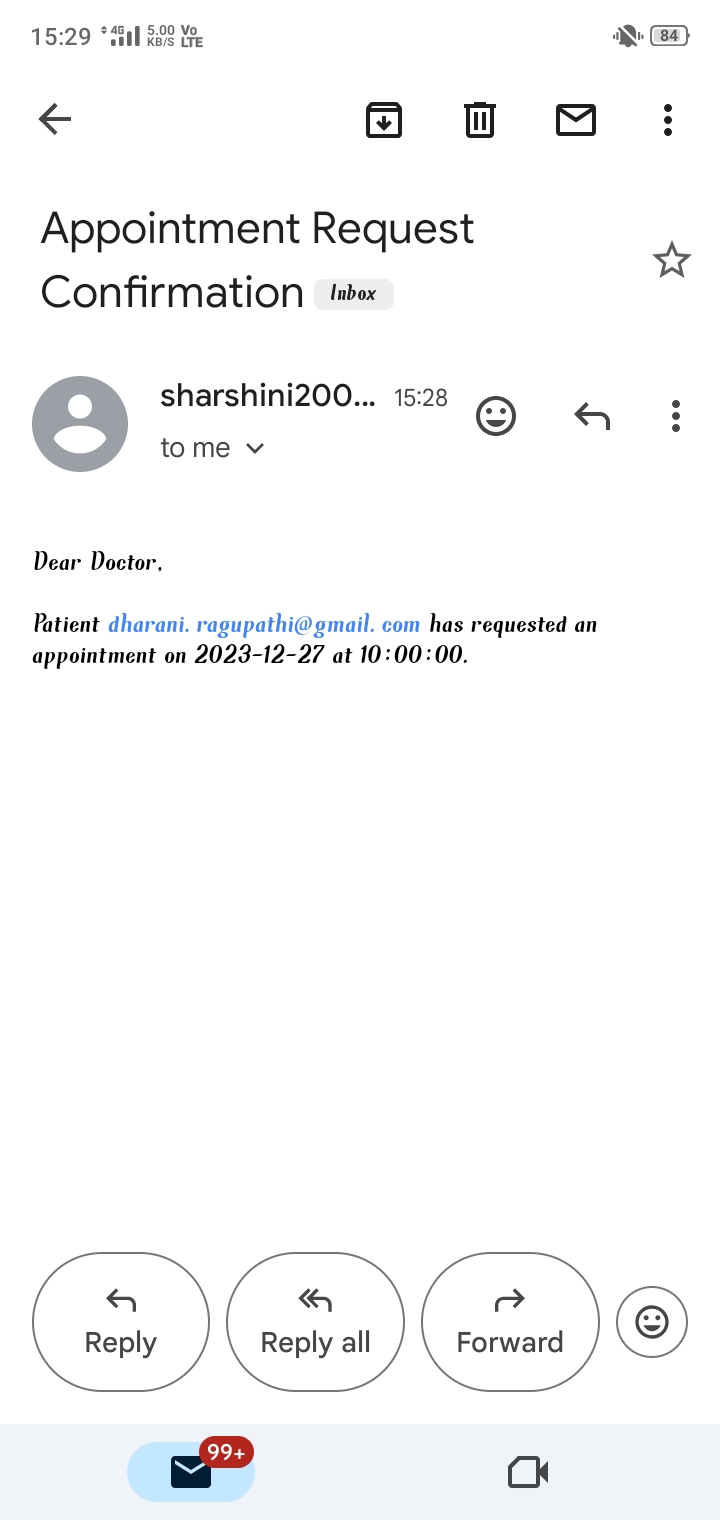 15:29 4G 5.00 KB/S Vo LTE 84
Appointment Request
Confirmation Inbox
sharshini200... 15:28
to me
Dear Doctor,
Patient dharani. ragupathi@gmail. com has requested an
appointment on 2023-12-27 at 10:00:00.
Reply Reply all Forward
99+